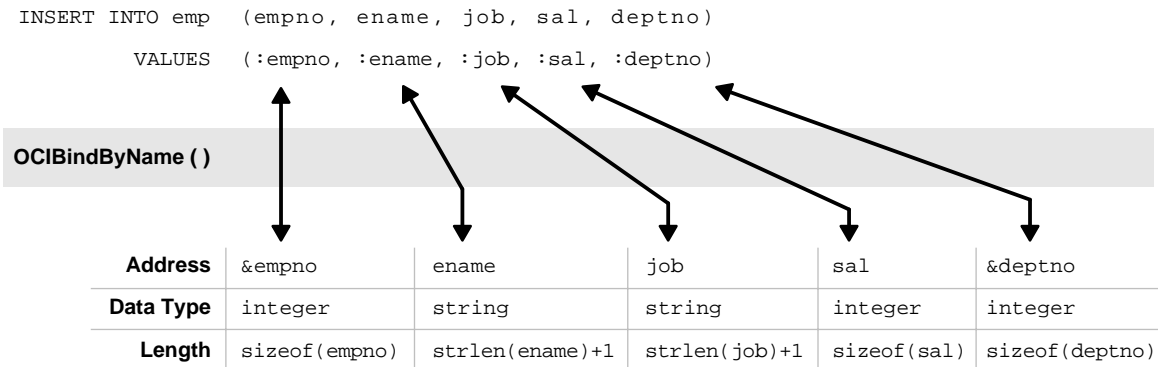 INSERT INTO emp (empno, ename, job, sal, deptno)
VALUES (:empno, :ename, :job, :sal, :deptno)
OCIBindByName ( )
Address &empno ename job sal &deptno
Data Type integer string string integer integer
Length sizeof(empno) strlen(ename)+1 strlen(job)+1 sizeof(sal) sizeof(deptno)